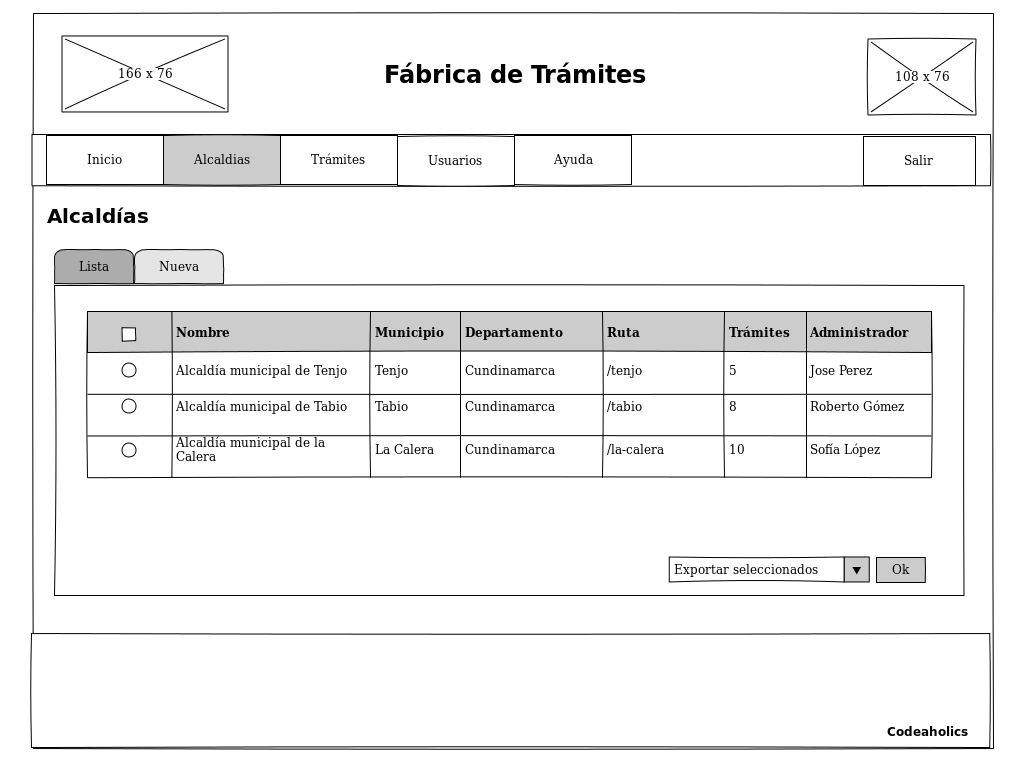 166 x 76
Fábrica de Trámites
108 x 76
Inicio Alcaldias Trámites Usuarios Ayuda Salir
Alcaldías
Lista Nueva
Nombre Municipio Departamento Ruta Trámites Administrador
Alcaldía municipal de Tenjo Tenjo Cundinamarca /tenjo 5 Jose Perez
Alcaldía municipal de Tabio Tabio Cundinamarca /tabio 8 Roberto Gómez
Alcaldía municipal de la
Calera La Calera Cundinamarca /la-calera 10 Sofía López
Exportar seleccionados ▼ Ok
Codeaholics